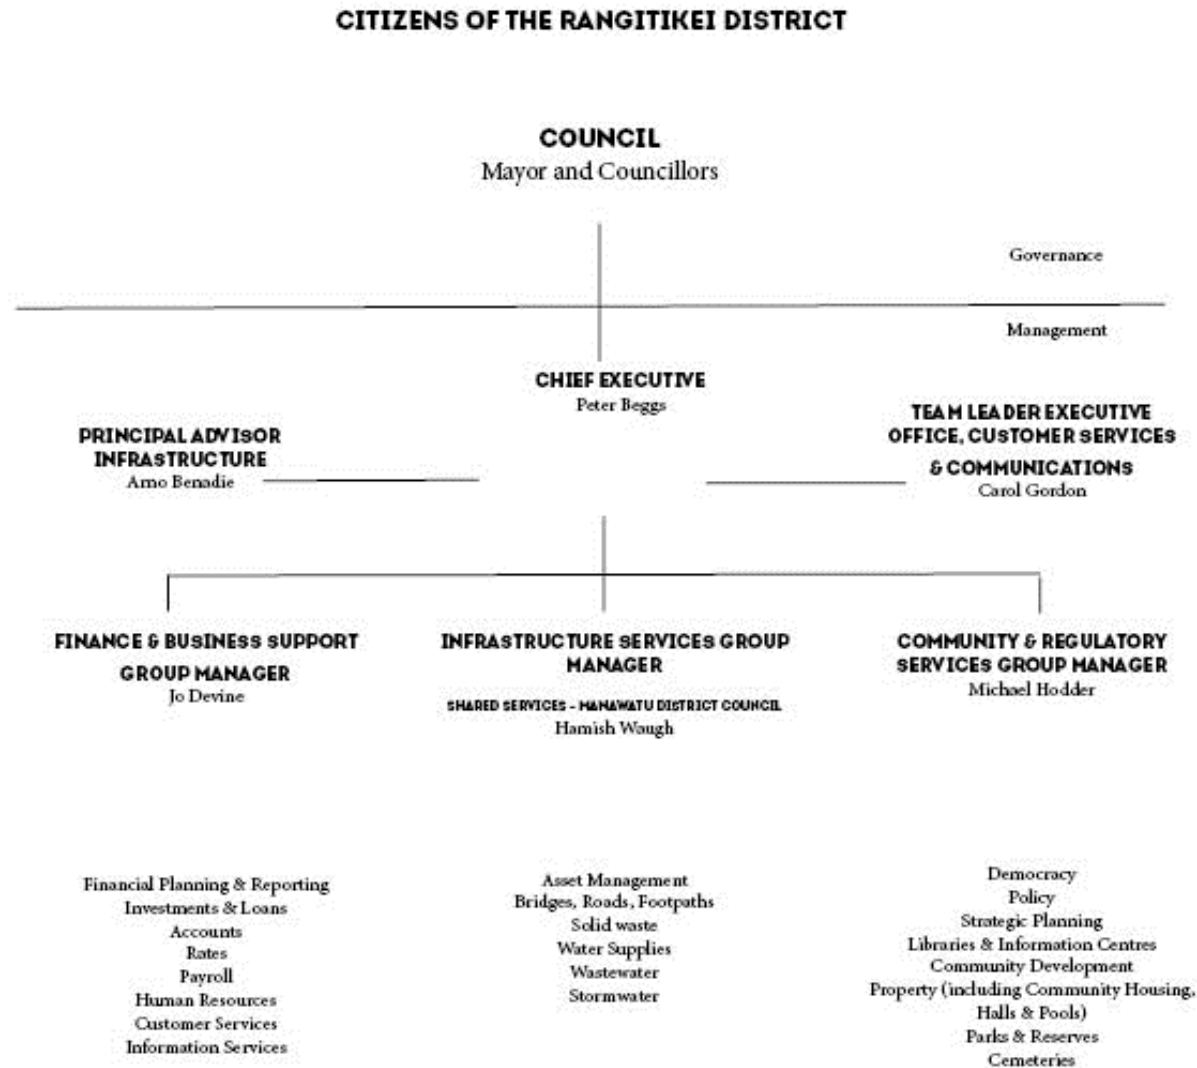 CITIZENS OF THE RANGITIKEI DISTRICT
COUNCIL
Mayor and Councillors
Governance
Management
CHIEF EXECUTIVE
Peter Beggs
PRINCIPAL ADVISOR
INFRASTRUCTURE
Arno Benadie
TEAM LEADER EXECUTIVE
OFFICE, CUSTOMER SERVICES
& COMMUNICATIONS
Carol Gordon
FINANCE & BUSINESS SUPPORT
GROUP MANAGER
Jo Devine
INFRASTRUCTURE SERVICES GROUP
MANAGER
SHARED SERVICES - MANAWATU DISTRICT COUNCIL
Hamish Waugh
COMMUNITY & REGULATORY
SERVICES GROUP MANAGER
Michael Hodder
Financial Planning & Reporting
Investments & Loans
Accounts
Rates
Payroll
Human Resources
Customer Services
Information Services
Asset Management
Bridges, Roads, Footpaths
Solid waste
Water Supplies
Wastewater
Stormwater
Democracy
Policy
Strategic Planning
Libraries & Information Centres
Community Development
Property (including Community Housing,
Halls & Pools)
Parks & Reserves
Cemeteries